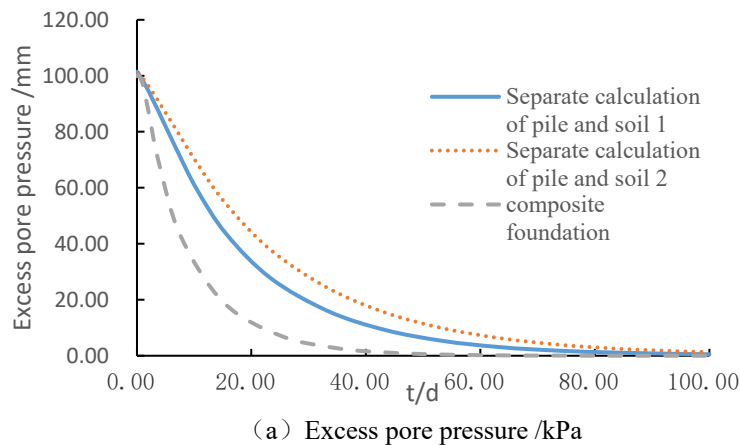 120.00
100.00
80.00
60.00
40.00
20.00
0.00
Excess pore pressure /mm
Separate calculation
of pile and soil 1
Separate calculation
of pile and soil 2
composite
foundation
0.00 20.00 40.00 60.00 80.00 100.00
t/d
（a）Excess pore pressure /kPa